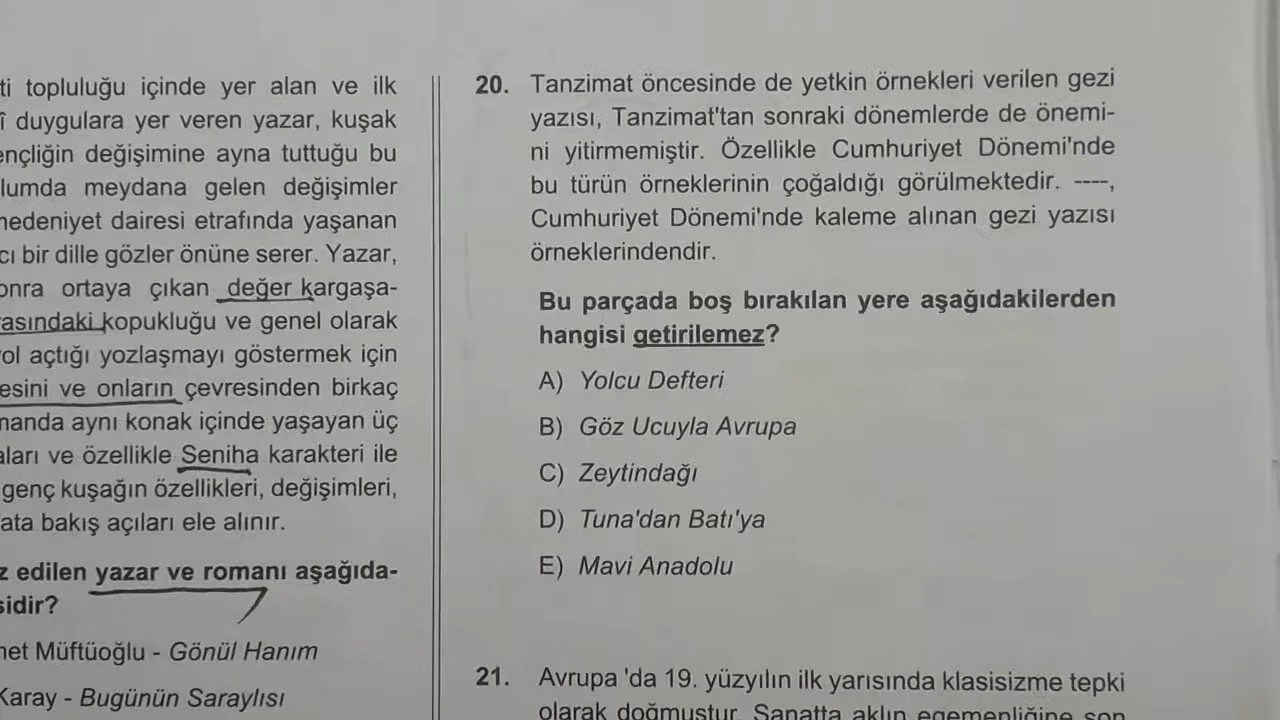 ti topluluğu içinde yer alan ve ilk
î duygulara yer veren yazar, kuşak
ençliğin değişimine ayna tuttuğu bu
lumda meydana gelen değişimler
nedeniyet dairesi etrafında yaşanan
cı bir dille gözler önüne serer. Yazar,
onra ortaya çıkan değer kargaşa-
rasındaki kopukluğu ve genel olarak
ol açtığı yozlaşmayı göstermek için
esini ve onların çevresinden birkaç
manda aynı konak içinde yaşayan üç
aları ve özellikle Seniha karakteri ile
genç kuşağın özellikleri, değişimleri,
ata bakış açıları ele alınır.
z edilen yazar ve romanı aşağıda-
sidir?
net Müftüoğlu - Gönül Hanım
Karay - Bugünün Saraylısı
20. Tanzimat öncesinde de yetkin örnekleri verilen gezi
yazısı, Tanzimat'tan sonraki dönemlerde de önemi-
ni yitirmemiştir. Özellikle Cumhuriyet Dönemi'nde
bu türün örneklerinin çoğaldığı görülmektedir. ----,
Cumhuriyet Dönemi'nde kaleme alınan gezi yazısı
örneklerindendir.
Bu parçada boş bırakılan yere aşağıdakilerden
hangisi getirilemez?
A) Yolcu Defteri
B) Göz Ucuyla Avrupa
C) Zeytindağı
D) Tuna'dan Batı'ya
E) Mavi Anadolu
21. Avrupa 'da 19. yüzyılın ilk yarısında klasisizme tepki
olarak doğmuştur. Sanatta aklın egemenliğine son